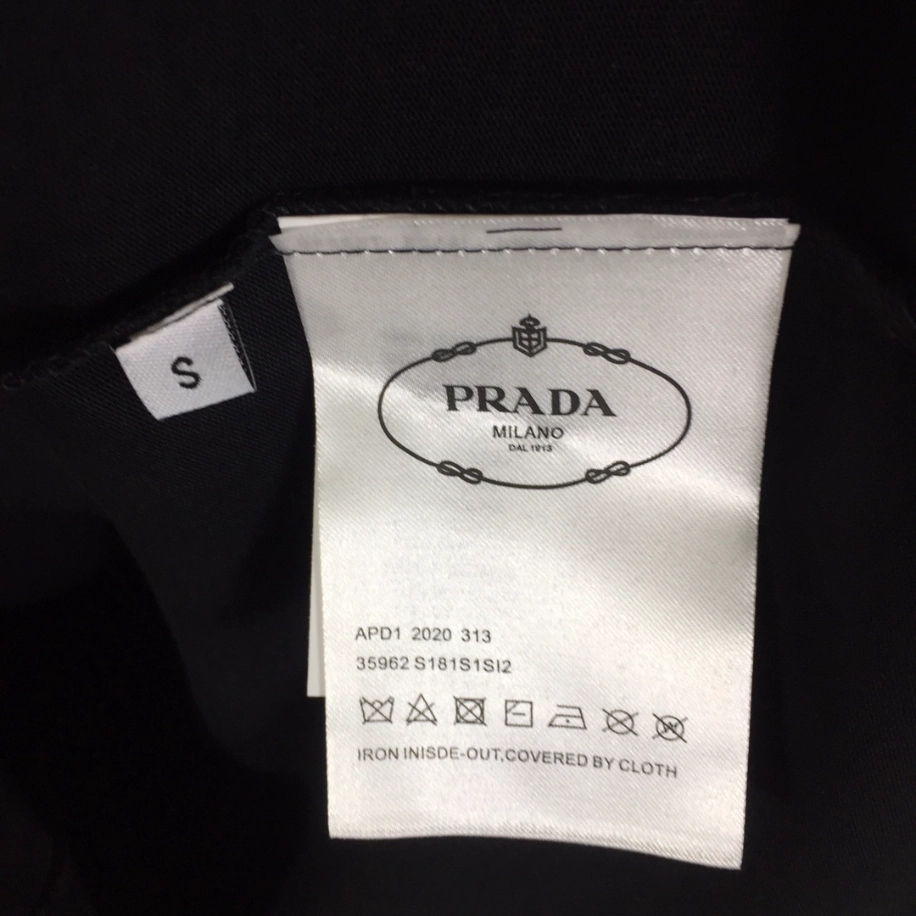 S
PRADA
MILANO
DAL 1913
APD1 2020 313
35962 S181S1SI2
IRON INISDE-OUT,COVERED BY CLOTH